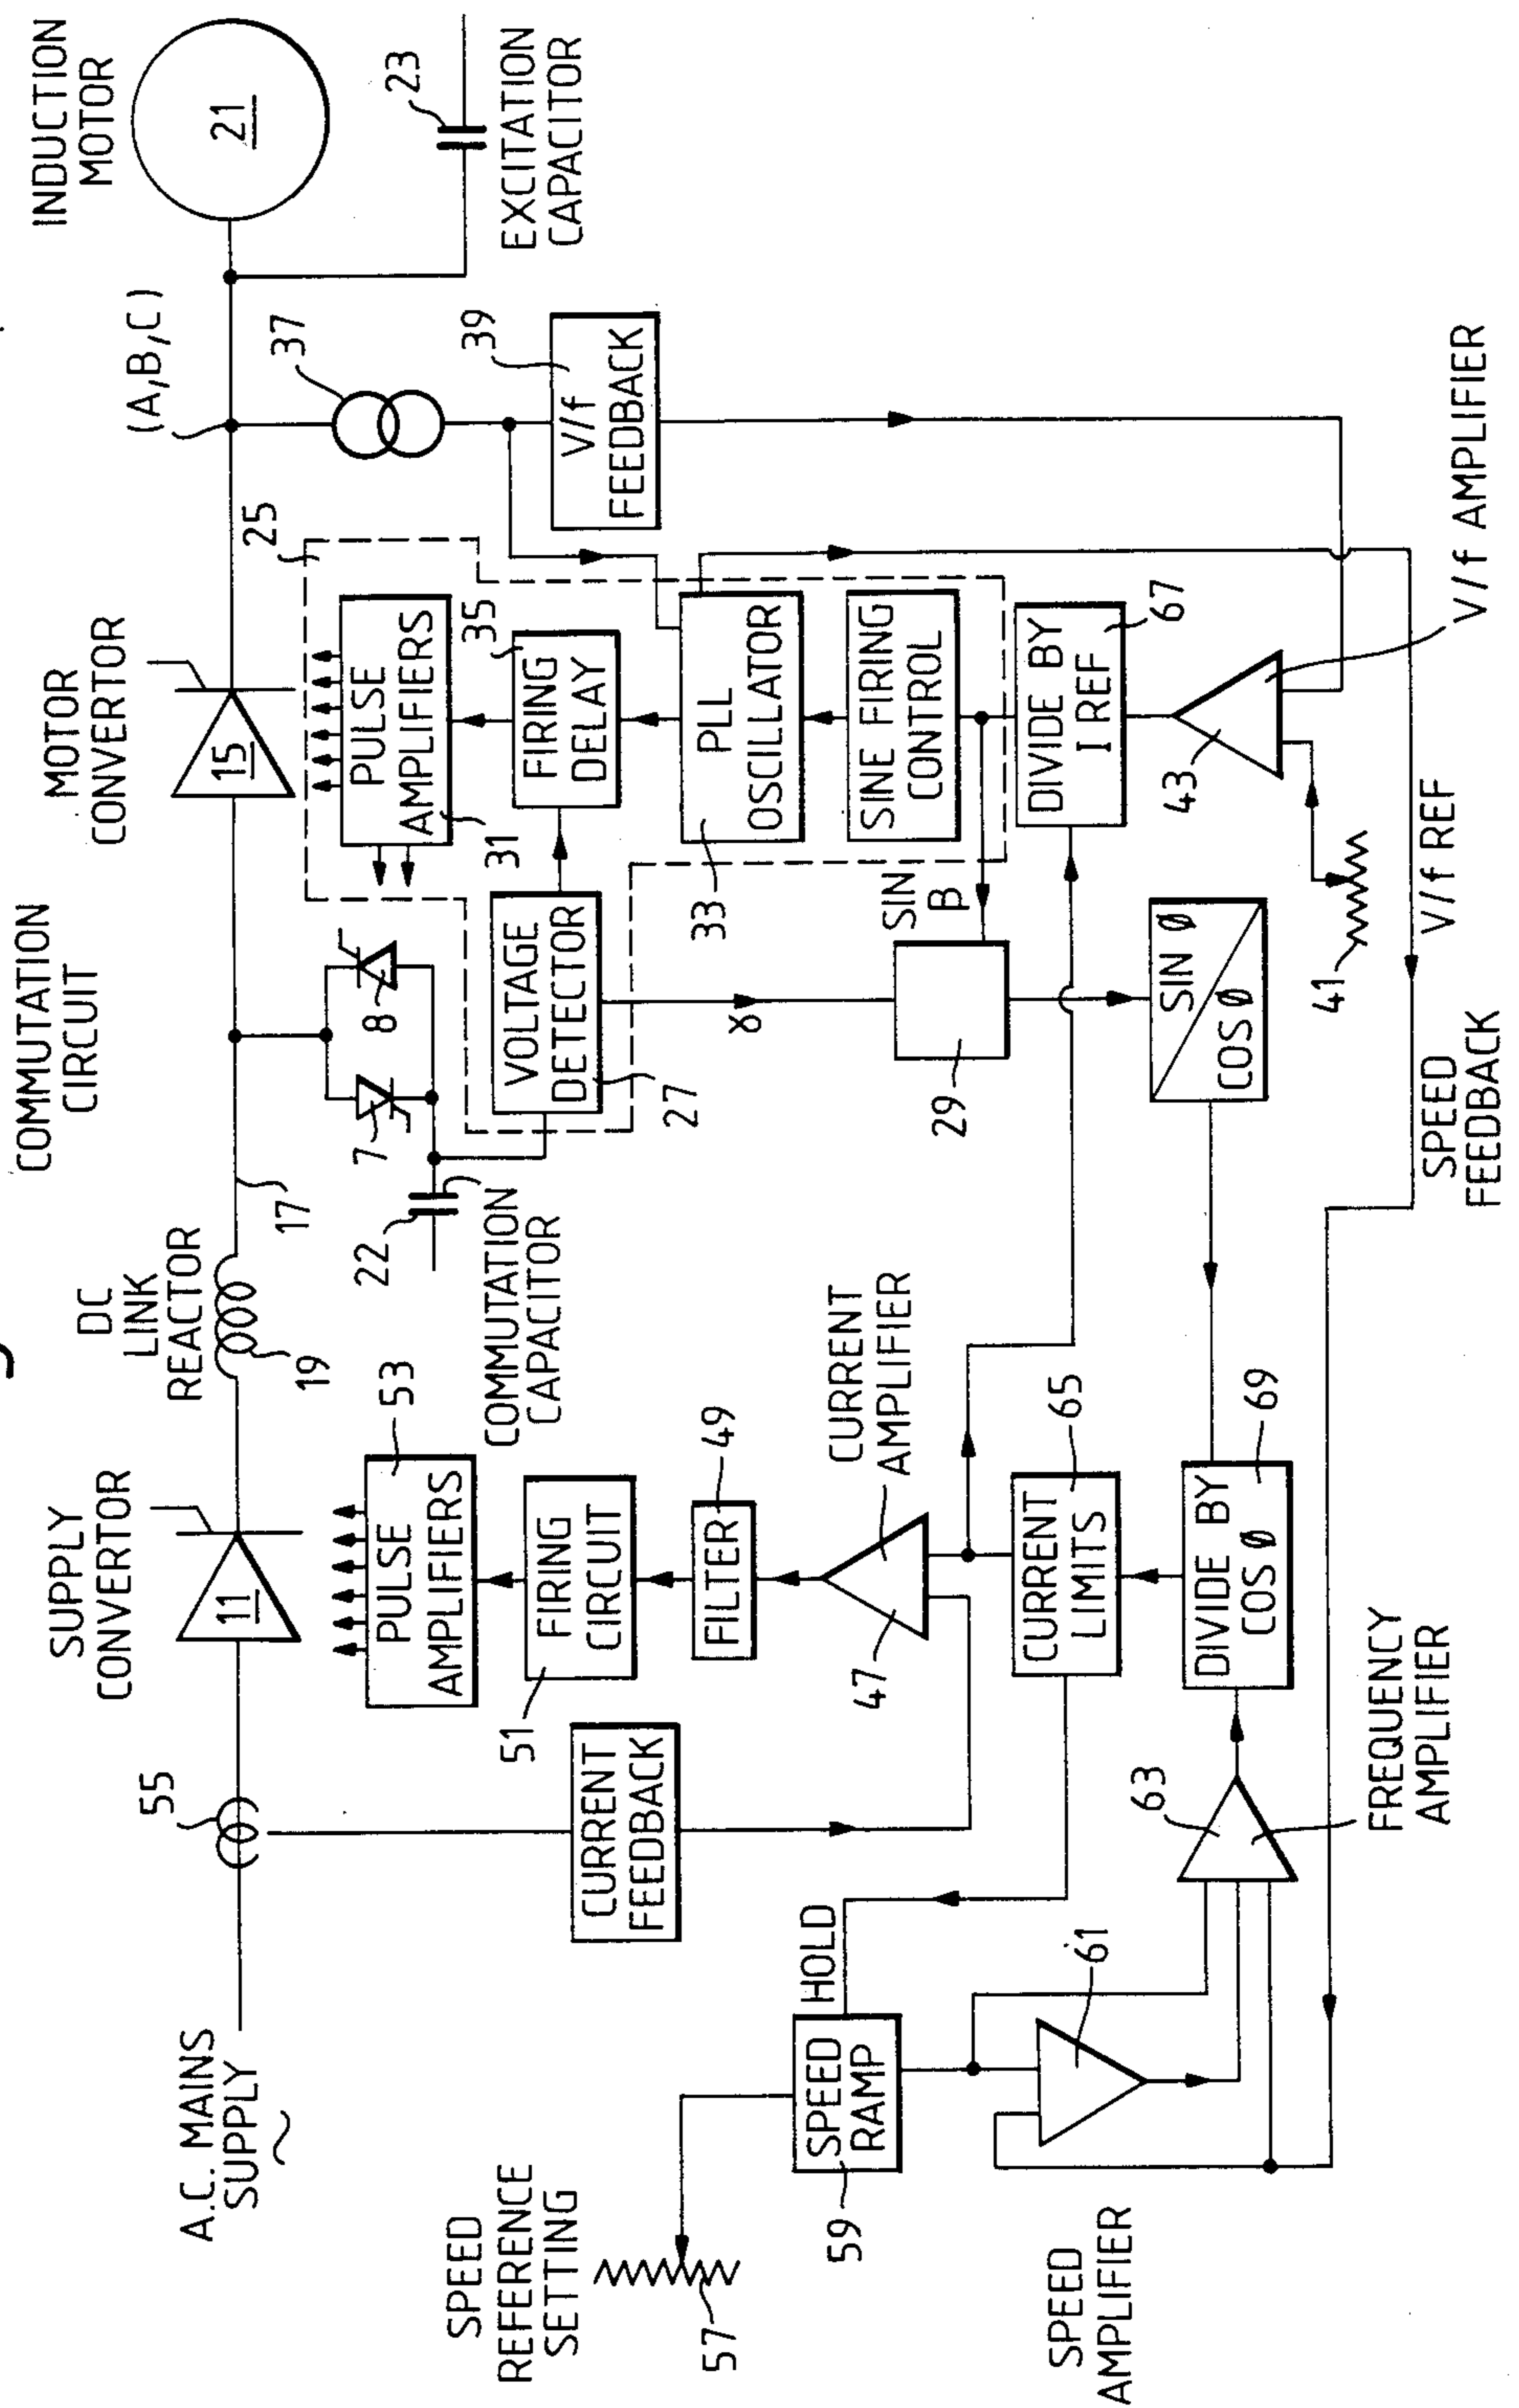 A.C. MAINS
SUPPLY
~
55
SUPPLY
CONVERTOR
11
DC
LINK
REACTOR
19
17
COMMUTATION
CIRCUIT
7
8
22
COMMUTATION
CAPACITOR
MOTOR
CONVERTOR
15
25
(A,B,C)
37
INDUCTION
MOTOR
21
23
EXCITATION
CAPACITOR
53
PULSE
AMPLIFIERS
51
FIRING
CIRCUIT
49
FILTER
CURRENT
FEEDBACK
CURRENT
AMPLIFIER
47
47
VOLTAGE
DETECTOR
27
PULSE
AMPLIFIERS
31
35
FIRING
DELAY
PLL
OSCILLATOR
33
SINE FIRING
CONTROL
39
V/f
FEEDBACK
SIN
β
γ
29
DIVIDE BY
I REF
67
43
V/f AMPLIFIER
41
V/f REF
SIN Ø
COS Ø
SPEED
FEEDBACK
CURRENT
LIMITS
65
DIVIDE BY
COS Ø
69
HOLD
SPEED
REFERENCE
SETTING
57
SPEED
RAMP
59
61
SPEED
AMPLIFIER
63
FREQUENCY
AMPLIFIER